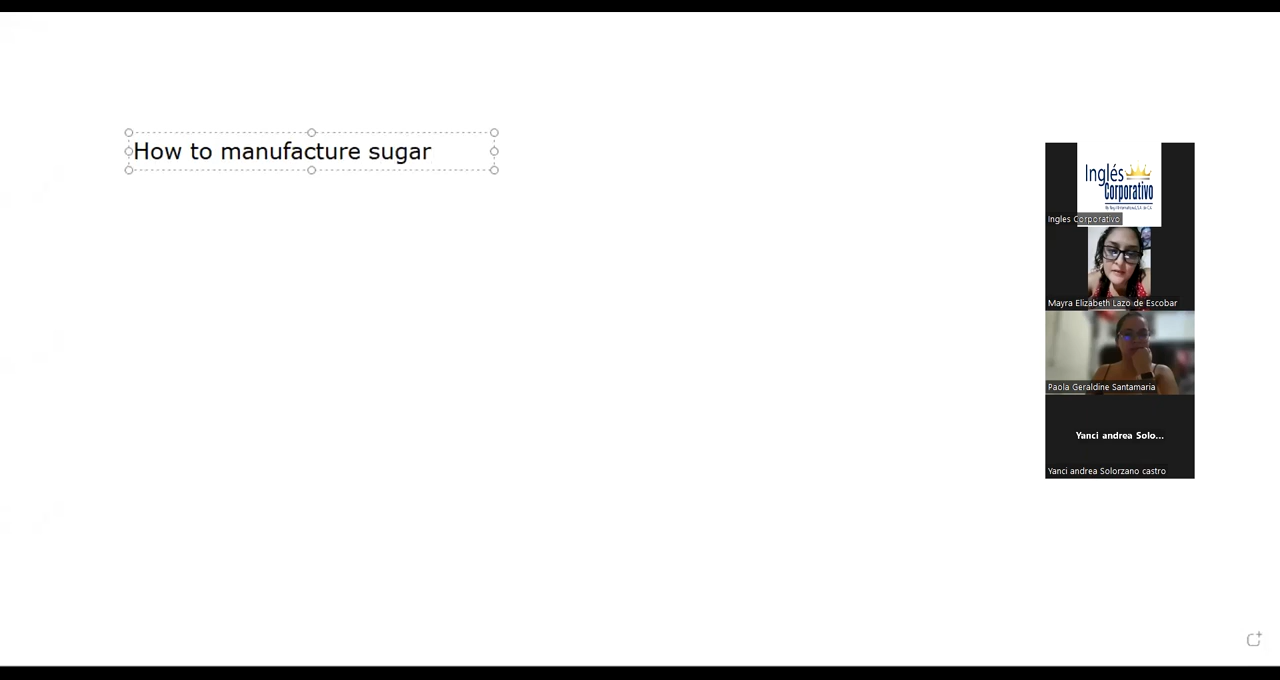 How to manufacture sugar
Inglés
Corporativo
Ingles Corporativo
Mayra Elizabeth Lazo de Escobar
Paola Geraldine Santamaria
Yanci andrea Solo...
Yanci andrea Solorzano castro